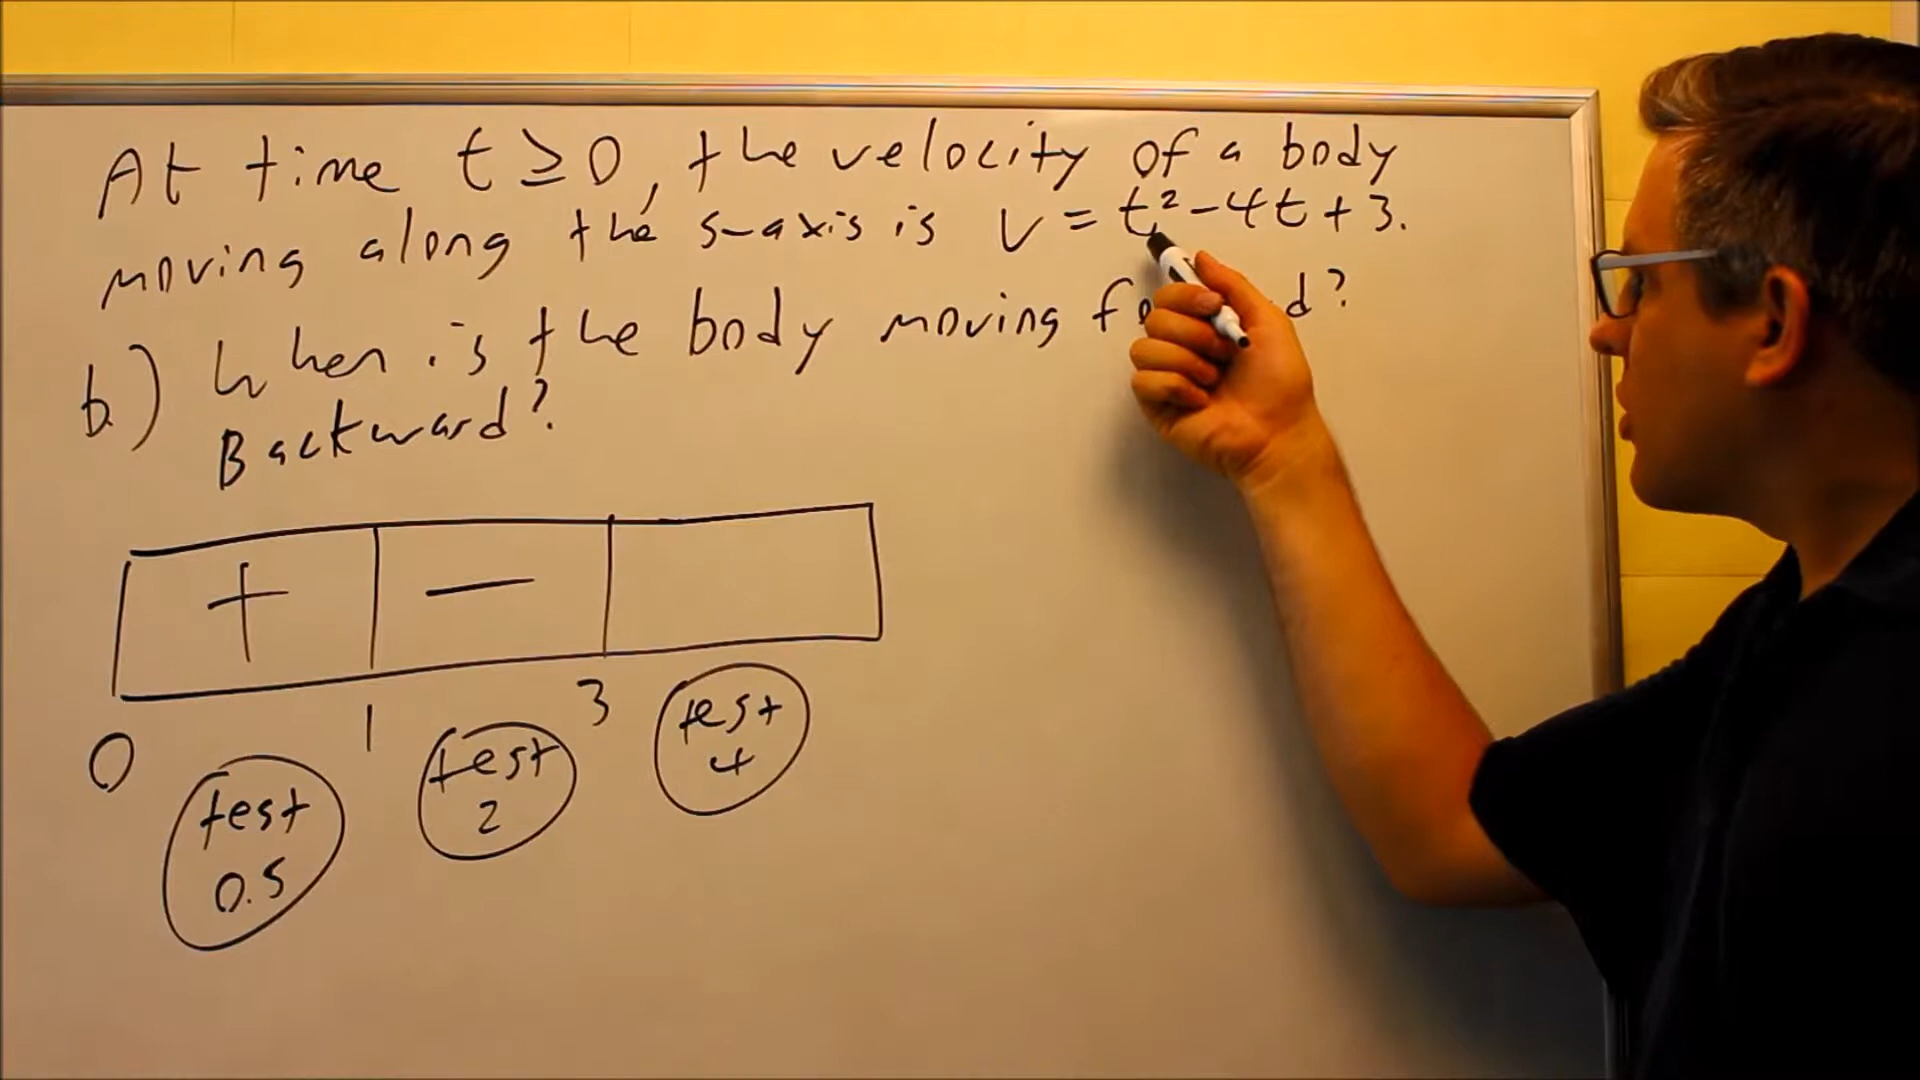 At time t ≥ 0, the velocity of a body
moving along the s-axis is v = t² - 4t + 3.
b.) When is the body moving ?
Backward?
+ −
0 1 3
test 0.5
test 2
test 4